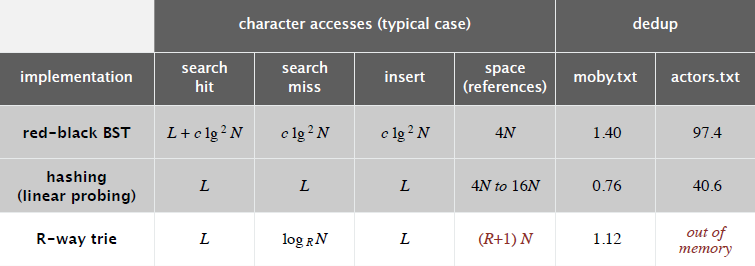 character accesses (typical case) dedup
implementation search hit search miss insert space (references) moby.txt actors.txt
red-black BST L + c lg ² N c lg ² N c lg ² N 4N 1.40 97.4
hashing (linear probing) L L L 4N to 16N 0.76 40.6
R-way trie L log R N L (R+1) N 1.12 out of memory